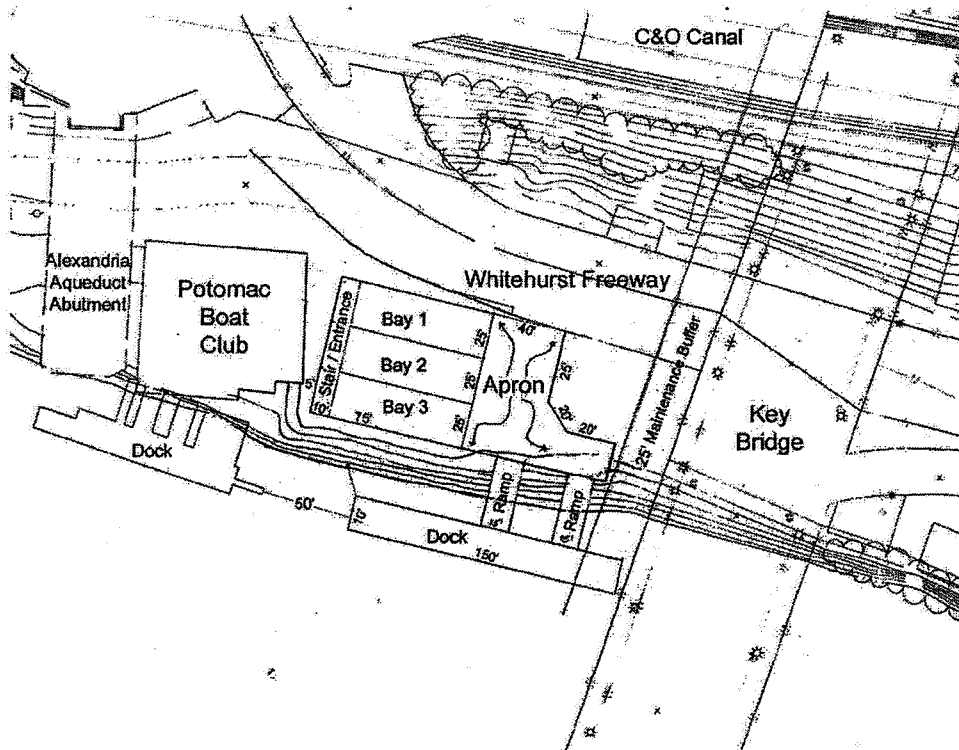 C&O Canal
Alexandria
Aqueduct
Abutment
Potomac
Boat
Club
Whitehurst Freeway
Stair / Entrance
Bay 1
Bay 2
Bay 3
25'
25'
25'
75'
10'
5'
40'
Apron
25'
20'
20'
25' Maintenance Buffer
Key
Bridge
Dock
50'
10'
Ramp
Ramp
Dock
150'